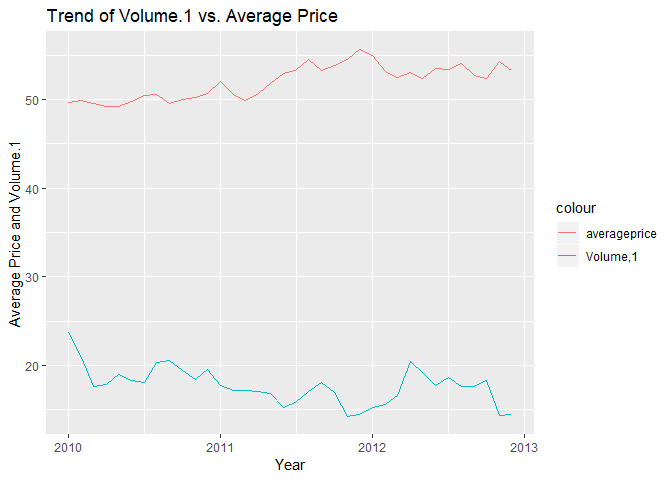 Trend of Volume.1 vs. Average Price
Average Price and Volume.1
50
40
30
20
2010
2011
2012
2013
Year
colour
averageprice
Volume,1